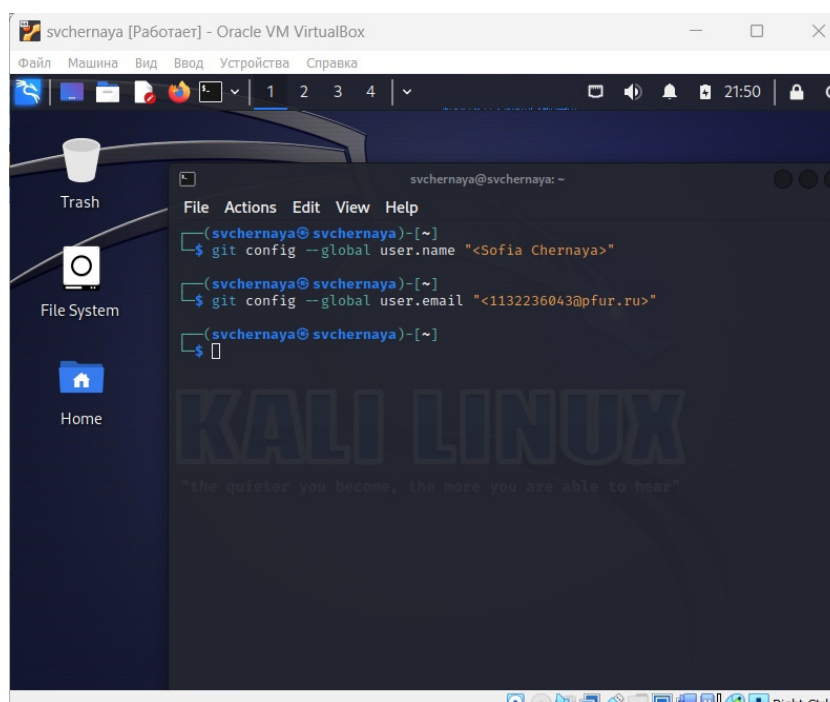 svchernaya [Работает] - Oracle VM VirtualBox
Файл Машина Вид Ввод Устройства Справка
1 2 3 4 21:50
svchernaya@svchernaya: ~
Trash
File Actions Edit View Help
(svchernaya㉿svchernaya)-[~]
$ git config --global user.name "<Sofia Chernaya>"
(svchernaya㉿svchernaya)-[~]
$ git config --global user.email "<1132236043@pfur.ru>"
File System
(svchernaya㉿svchernaya)-[~]
$
Home
KALI LINUX
"the quieter you become, the more you are able to hear"
Right Ctrl